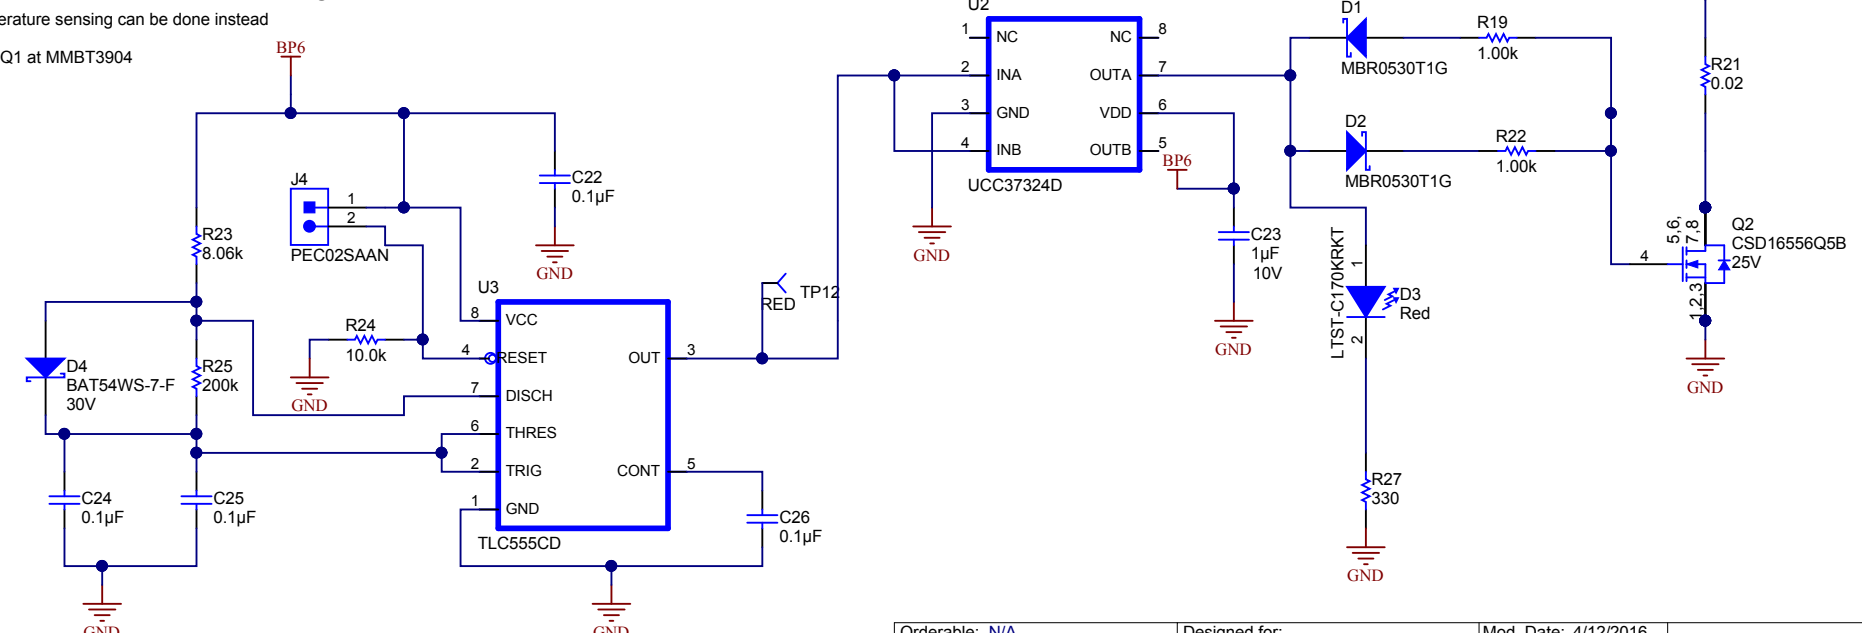 erature sensing can be done instead
Q1 at MMBT3904
BP6
J4
1
2
PEC02SAAN
C22
0.1µF
GND
R23
8.06k
R24
10.0k
GND
D4
BAT54WS-7-F
30V
R25
200k
C24
0.1µF
C25
0.1µF
GND
U3
8 VCC
4 RESET
7 DISCH
6 THRES
2 TRIG
1 GND
OUT 3
CONT 5
TLC555CD
TP12
RED
C26
0.1µF
GND
U2
1 NC
2 INA
3 GND
4 INB
NC 8
OUTA 7
VDD 6
OUTB 5
UCC37324D
GND
BP6
C23
1µF
10V
GND
D1
MBR0530T1G
R19
1.00k
D2
MBR0530T1G
R22
1.00k
LTST-C170KRKT
1
2
D3
Red
R27
330
GND
R21
0.02
5,6,
7,8
4
1,2,3
Q2
CSD16556Q5B
25V
GND
Orderable: N/A
Designed for:
Mod. Date: 4/12/2016